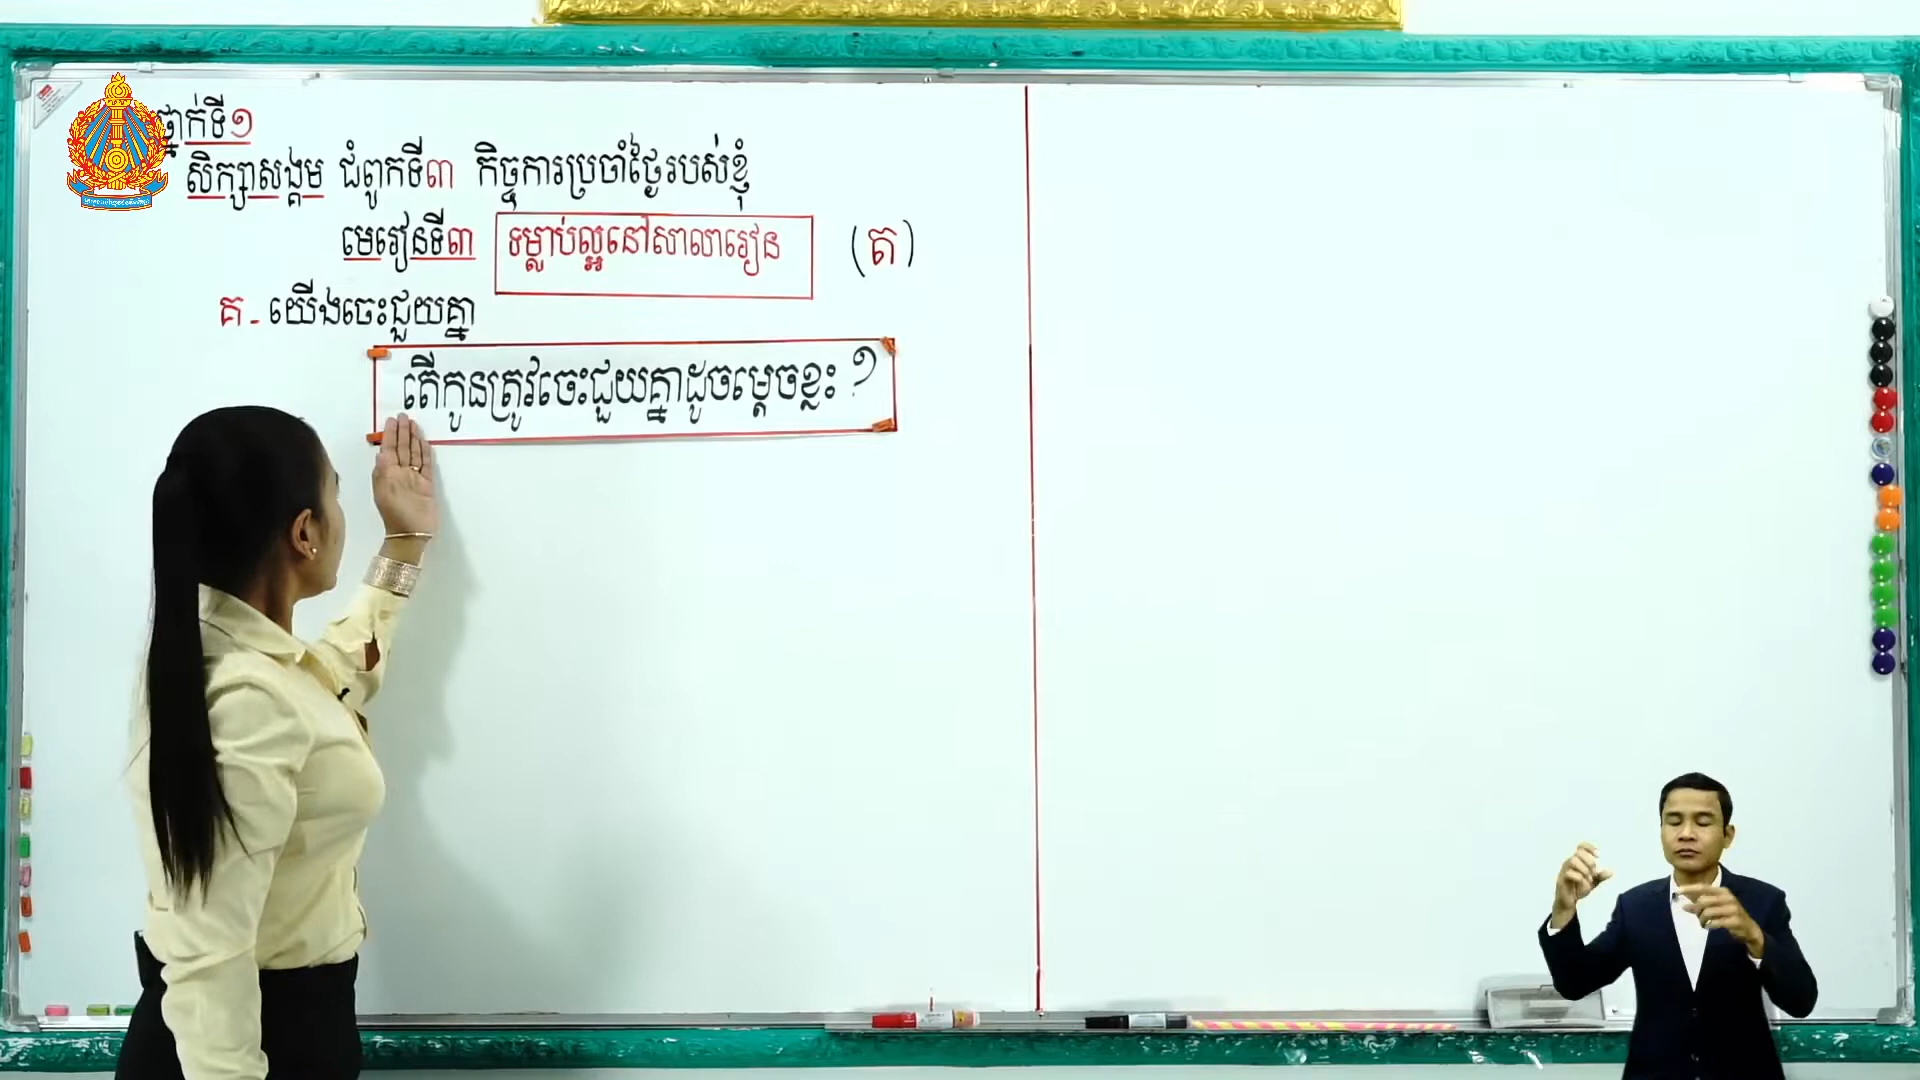 ថ្នាក់ទី១
សិក្សាសង្គម ជំពូកទី៣ កិច្ចការប្រចាំថ្ងៃរបស់ខ្ញុំ
មេរៀនទី៣ ទម្លាប់ល្អនៅសាលារៀន (ត)
គ- យើងចេះជួយគ្នា
តើកូនត្រូវចេះជួយគ្នាដូចម្ដេចខ្លះ ?